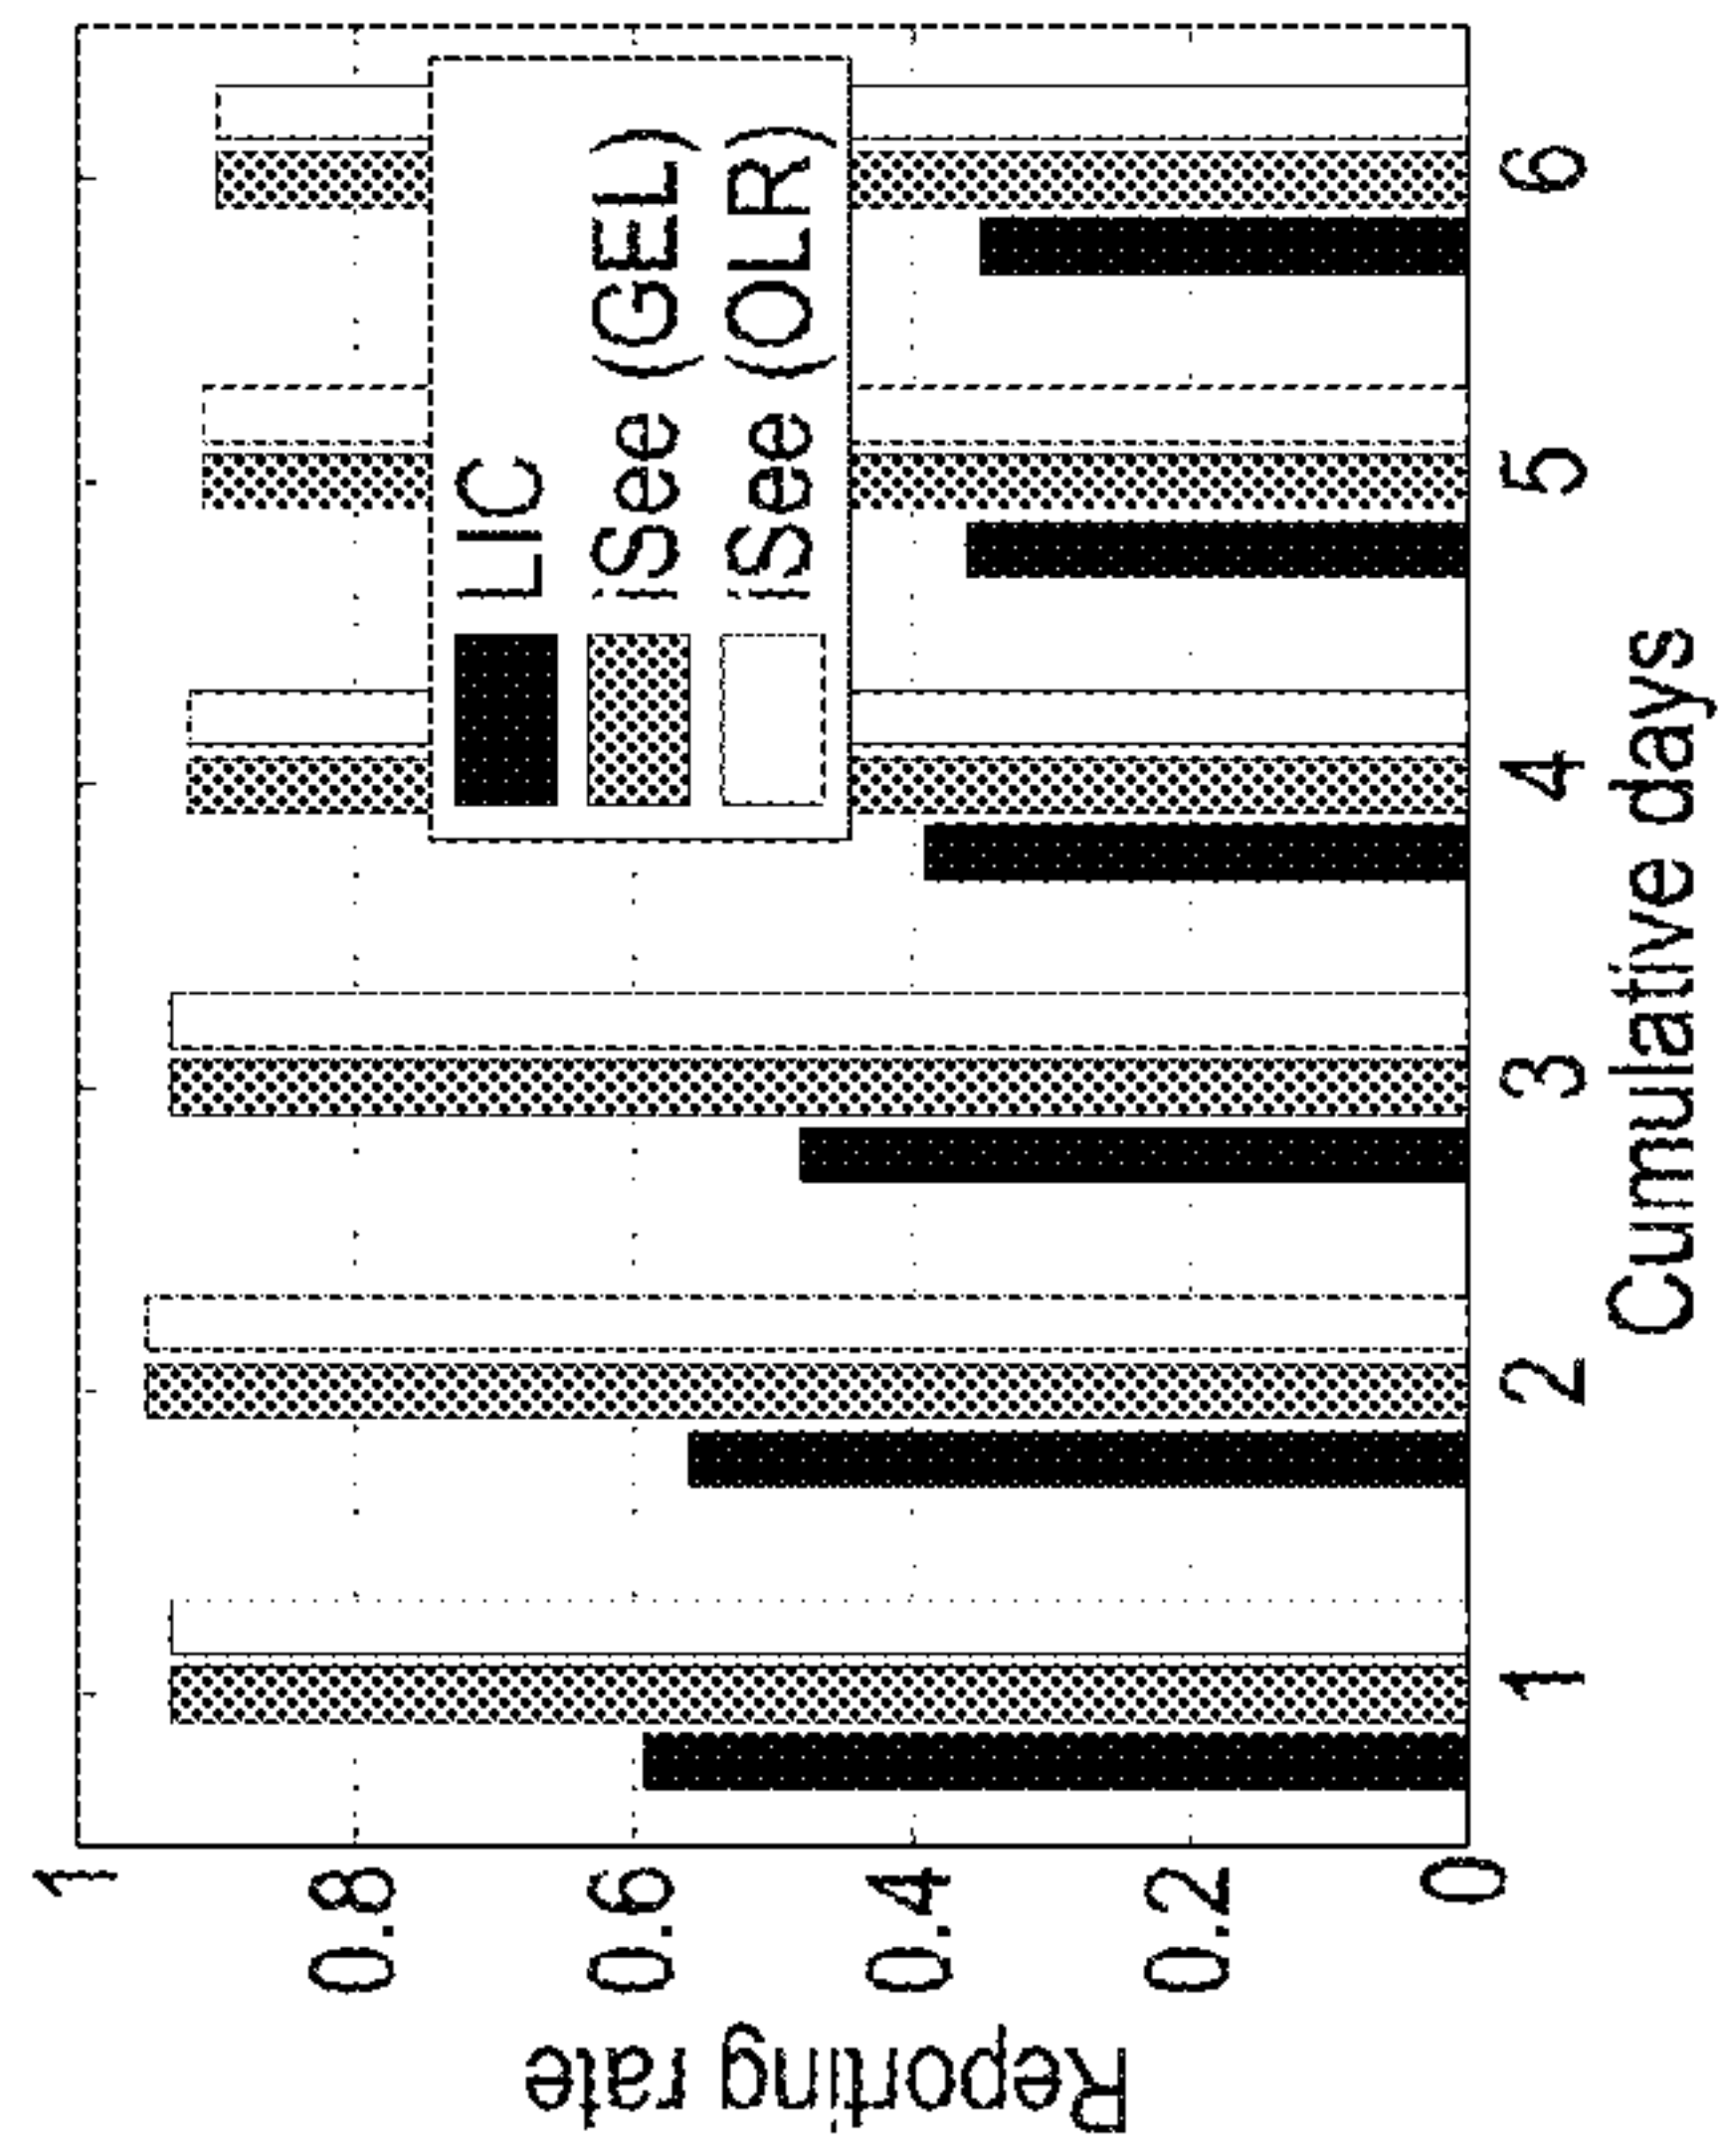 Reporting rate
1
0.8
0.6
0.4
0.2
0
LIC
iSee (GEL)
iSee (OLR)
1 2 3 4 5 6
Cumulative days